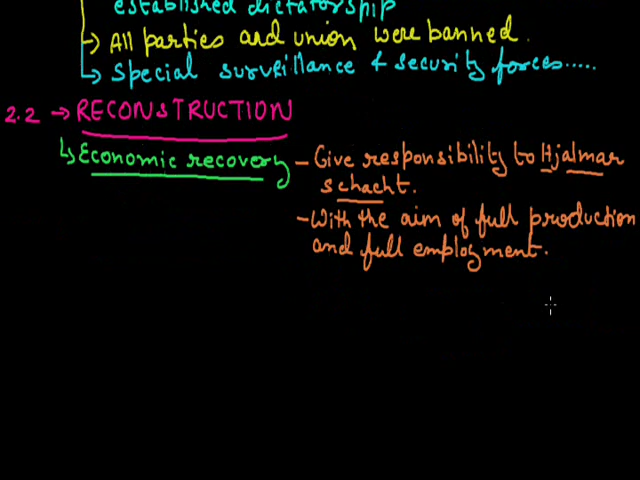 established dictatorship
→ All parties and union were banned.
↳ Special surveillance & security forces.....
2.2 → RECONSTRUCTION
↳ Economic recovery – Give responsibility to Hjalmar
schacht.
– With the aim of full production
and full employment.